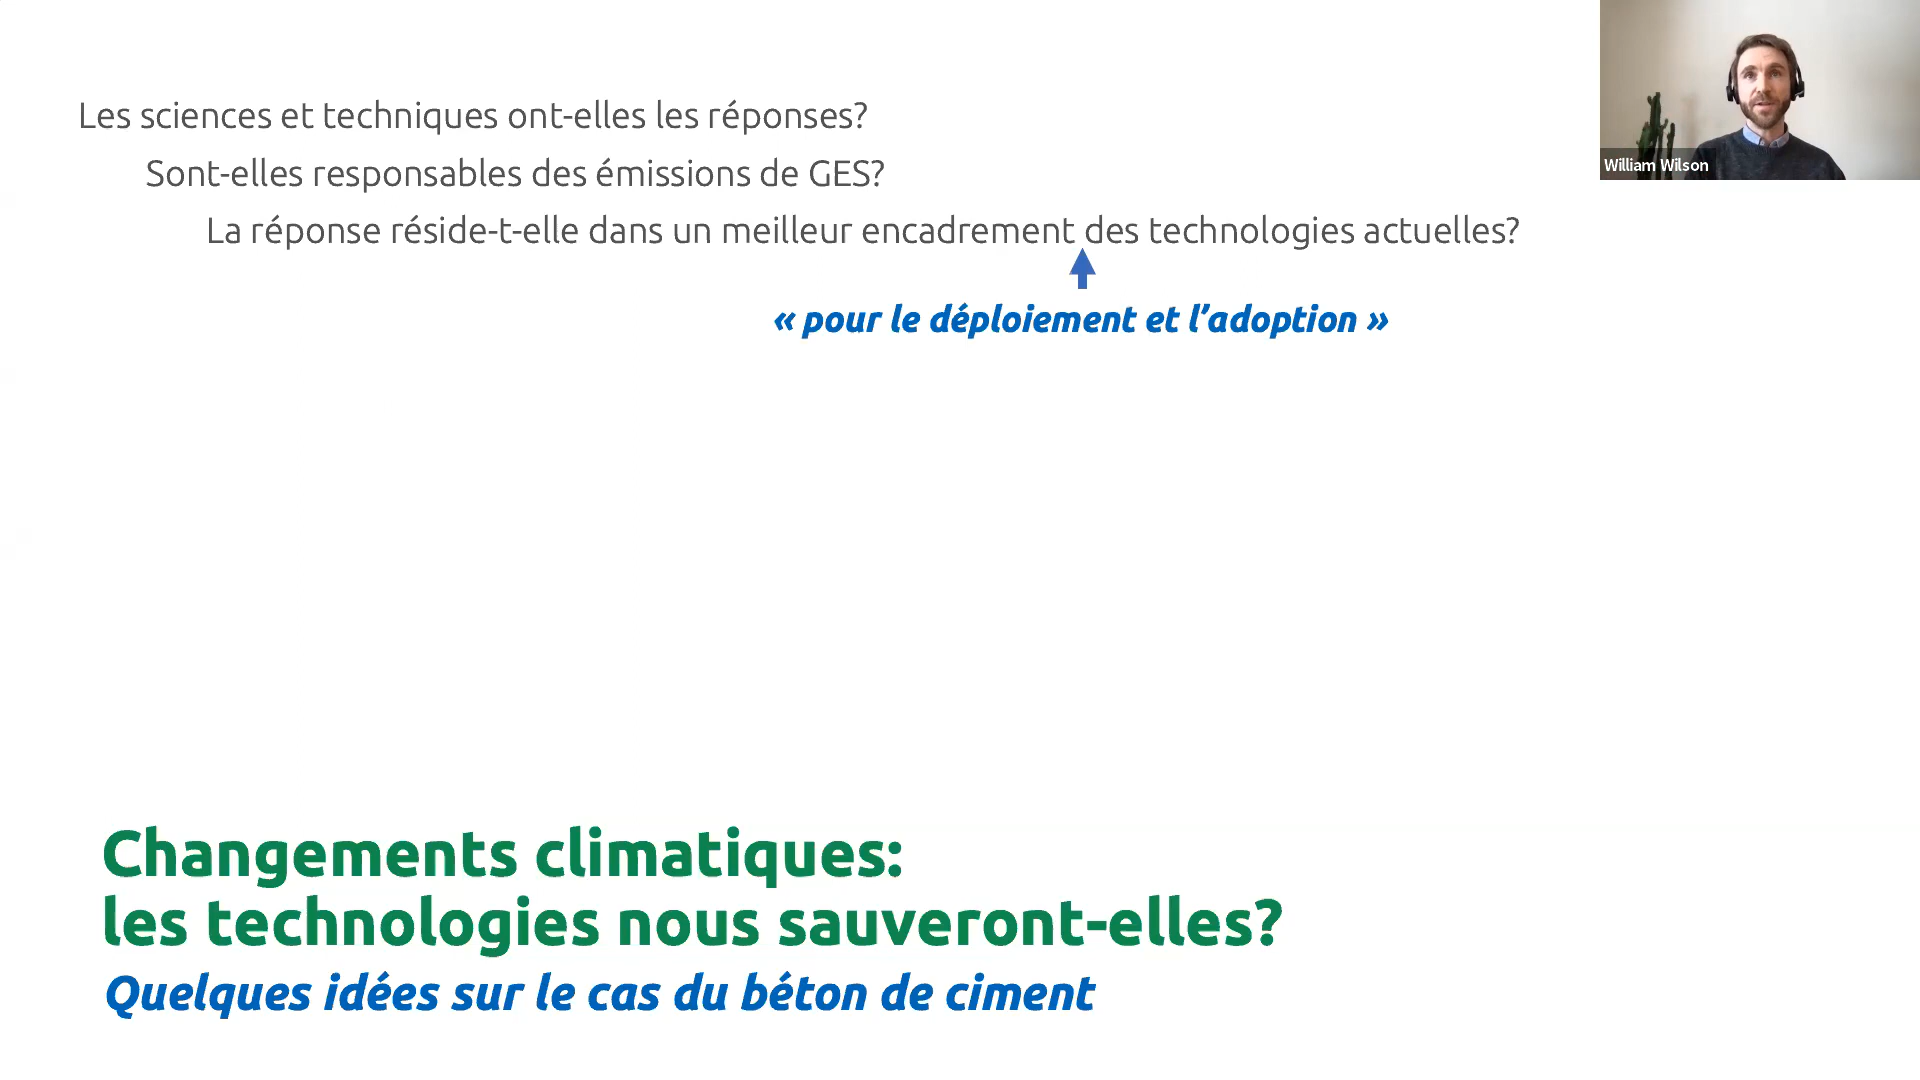 Les sciences et techniques ont-elles les réponses?
Sont-elles responsables des émissions de GES?
La réponse réside-t-elle dans un meilleur encadrement des technologies actuelles?
« pour le déploiement et l’adoption »
William Wilson
Changements climatiques:
les technologies nous sauveront-elles?
Quelques idées sur le cas du béton de ciment